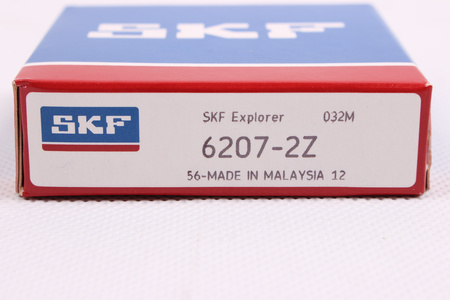 SKF
SKF Explorer 032M
SKF
6207-2Z
56-MADE IN MALAYSIA 12